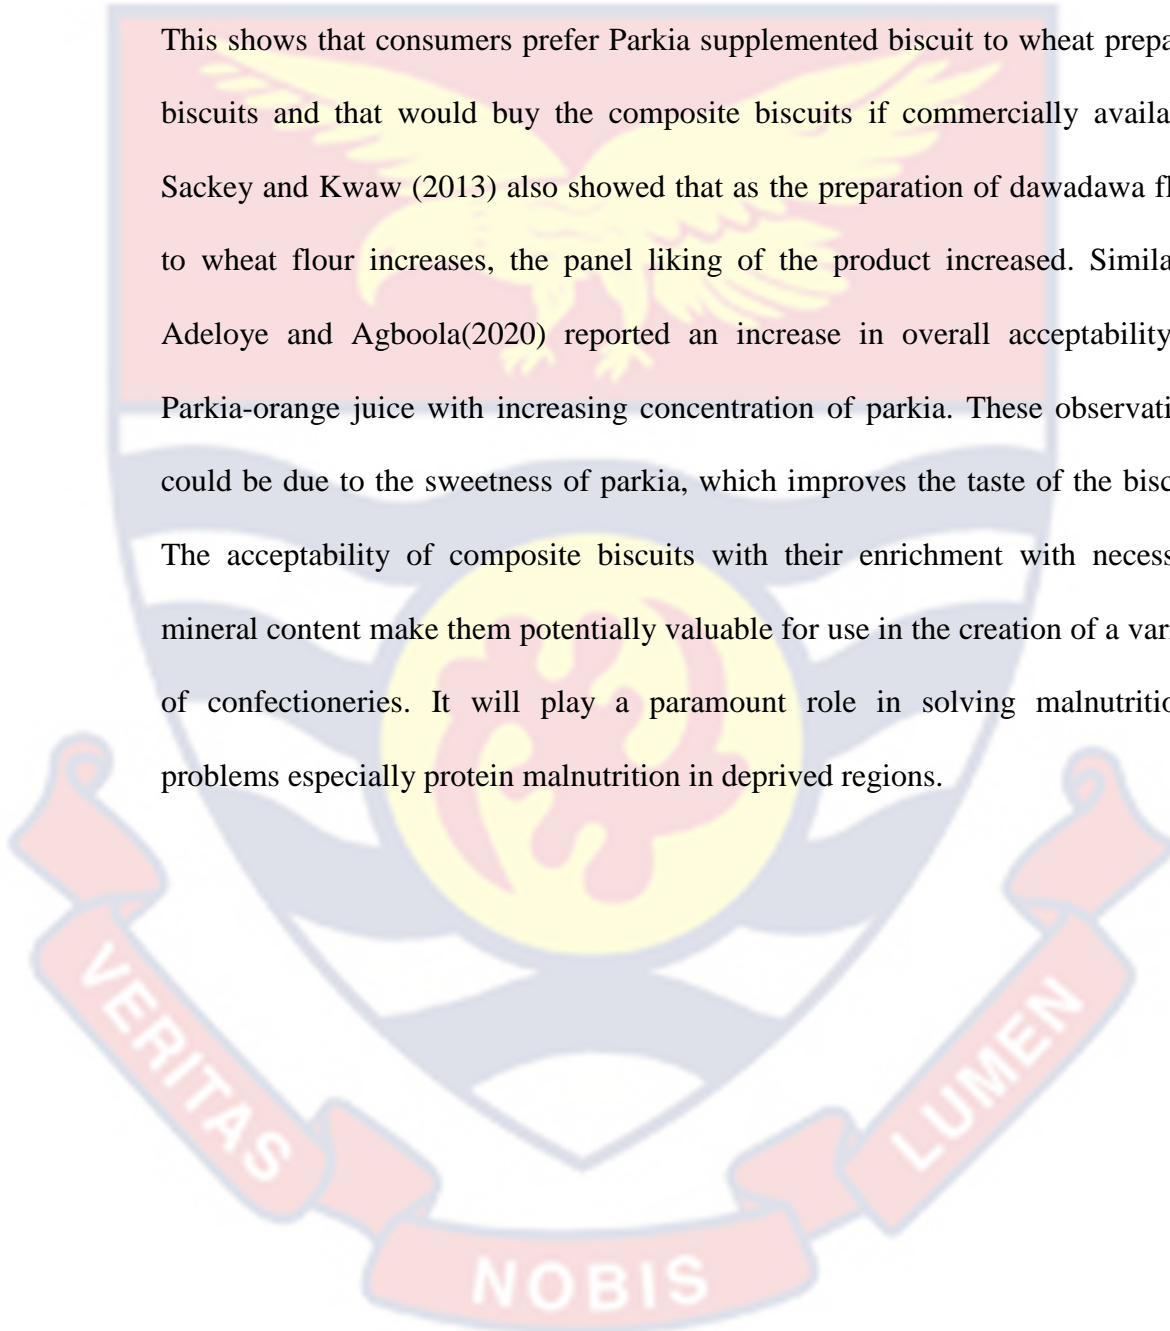 This shows that consumers prefer Parkia supplemented biscuit to wheat prepa
biscuits and that would buy the composite biscuits if commercially availa
Sackey and Kwaw (2013) also showed that as the preparation of dawadawa fl
to wheat flour increases, the panel liking of the product increased. Simila
Adeloye and Agboola(2020) reported an increase in overall acceptability
Parkia-orange juice with increasing concentration of parkia. These observati
could be due to the sweetness of parkia, which improves the taste of the bisc
The acceptability of composite biscuits with their enrichment with necess
mineral content make them potentially valuable for use in the creation of a vari
of confectioneries. It will play a paramount role in solving malnutritio
problems especially protein malnutrition in deprived regions.
VERITAS
NOBIS
LUMEN